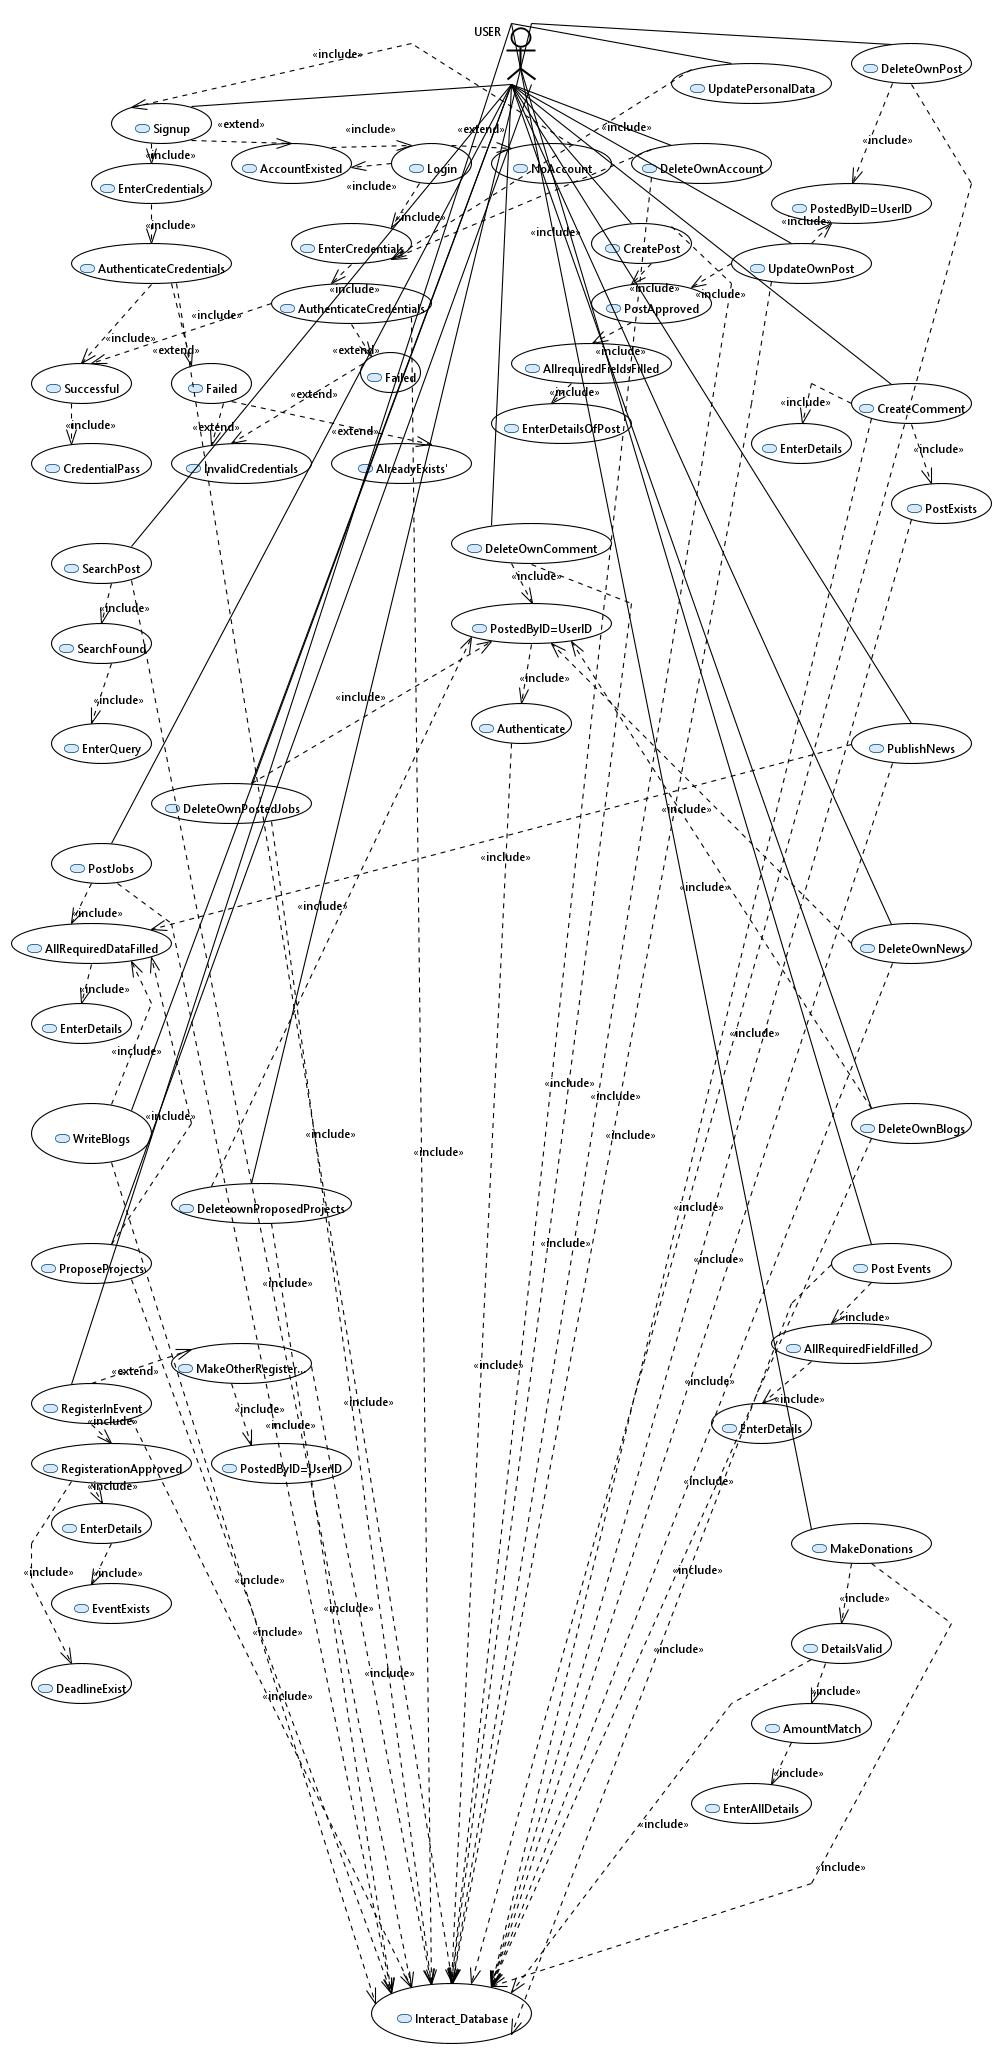 USER
DeleteOwnPost
«include»
UpdatePersonalData
Signup
«extend»
«include»
«extend»
«include»
«include»
«include»
AccountExisted
Login
NoAccount
DeleteOwnAccount
EnterCredentials
«include»
«include»
PostedByID=UserID
«include»
«include»
«include»
EnterCredentials
CreatePost
AuthenticateCredentials
UpdateOwnPost
«include»
«include»
«include»
AuthenticateCredentials
PostApproved
«include»
«include»
«extend»
«extend»
«include»
AllrequiredFieldsFilled
Failed
Successful
Failed
«extend»
«include»
«include»
CreateComment
«include»
«extend»
«extend»
EnterDetailsOfPost
EnterDetails
«include»
CredentialPass
InvalidCredentials
AlreadyExists'
PostExists
DeleteOwnComment
SearchPost
«include»
«include»
PostedByID=UserID
SearchFound
«include»
«include»
«include»
Authenticate
EnterQuery
PublishNews
DeleteOwnPostedJobs
«include»
«include»
PostJobs
«include»
«include»
«include»
AllRequiredDataFilled
DeleteOwnNews
«include»
EnterDetails
«include»
«include»
«include»
«include»
«include»
«include»
WriteBlogs
«include»
«include»
DeleteOwnBlogs
«include»
DeleteownProposedProjects
«include»
«include»
«include»
ProposeProjects
Post Events
«include»
«include»
AllRequiredFieldFilled
MakeOtherRegister..
«extend»
«include»
«include»
«include»
«include»
RegisterInEvent
«include»
«include»
«include»
EnterDetails
RegisterationApproved
PostedByID=UserID
«include»
«include»
EnterDetails
MakeDonations
«include»
«include»
«include»
«include»
«include»
EventExists
«include»
«include»
«include»
DetailsValid
«include»
DeadlineExist
«include»
«include»
AmountMatch
«include»
EnterAllDetails
«include»
«include»
Interact_Database